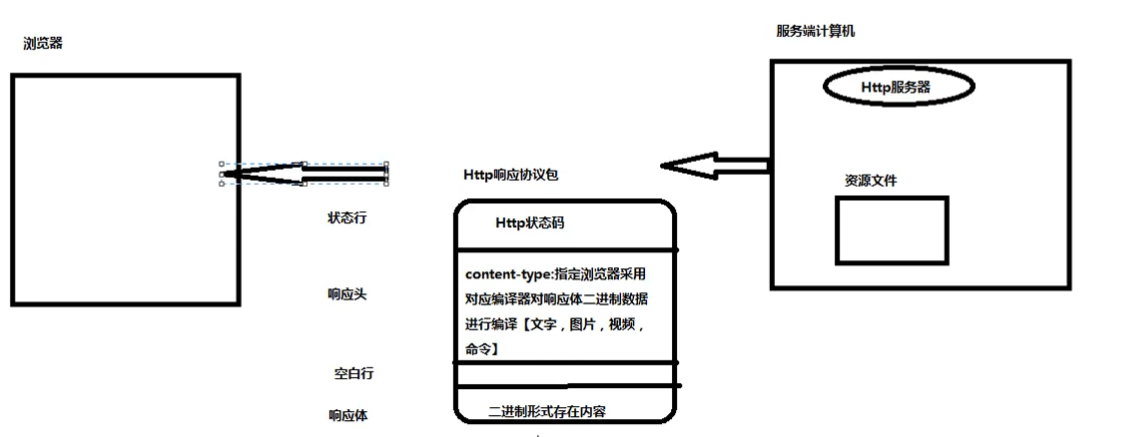 浏览器
服务端计算机
Http服务器
资源文件
Http响应协议包
状态行
Http状态码
响应头
content-type:指定浏览器采用
对应编译器对响应体二进制数据
进行编译【文字，图片，视频，
命令】
空白行
响应体
二进制形式存在内容